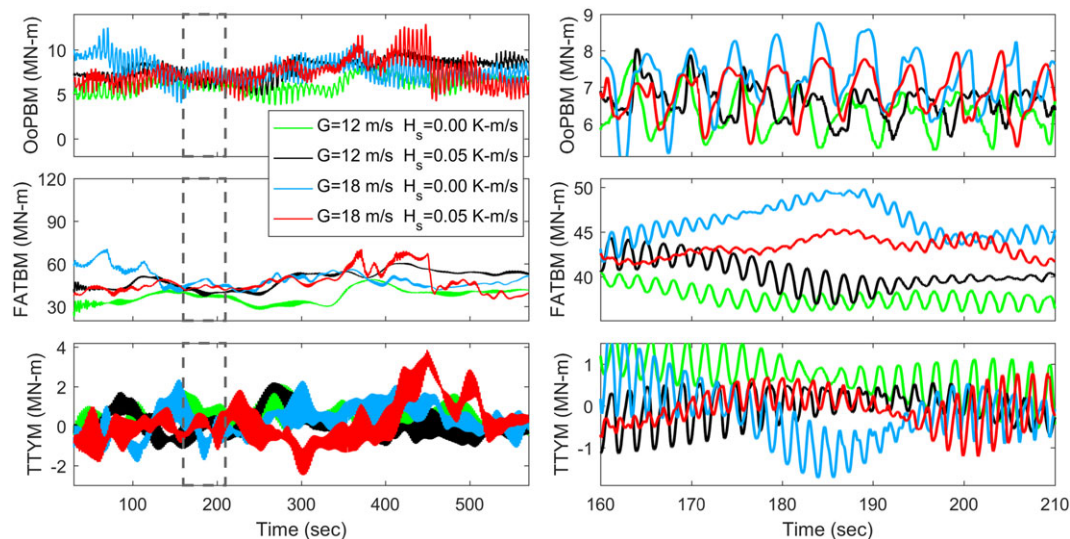 OoPBM (MN-m)
10
5
0
G=12 m/s H_s=0.00 K-m/s
G=12 m/s H_s=0.05 K-m/s
G=18 m/s H_s=0.00 K-m/s
G=18 m/s H_s=0.05 K-m/s
FATBM (MN-m)
120
90
60
30
TTYM (MN-m)
4
2
0
-2
100 200 300 400 500
Time (sec)
OoPBM (MN-m)
9
8
7
6
FATBM (MN-m)
50
45
40
TTYM (MN-m)
1
0
-1
160 170 180 190 200 210
Time (sec)